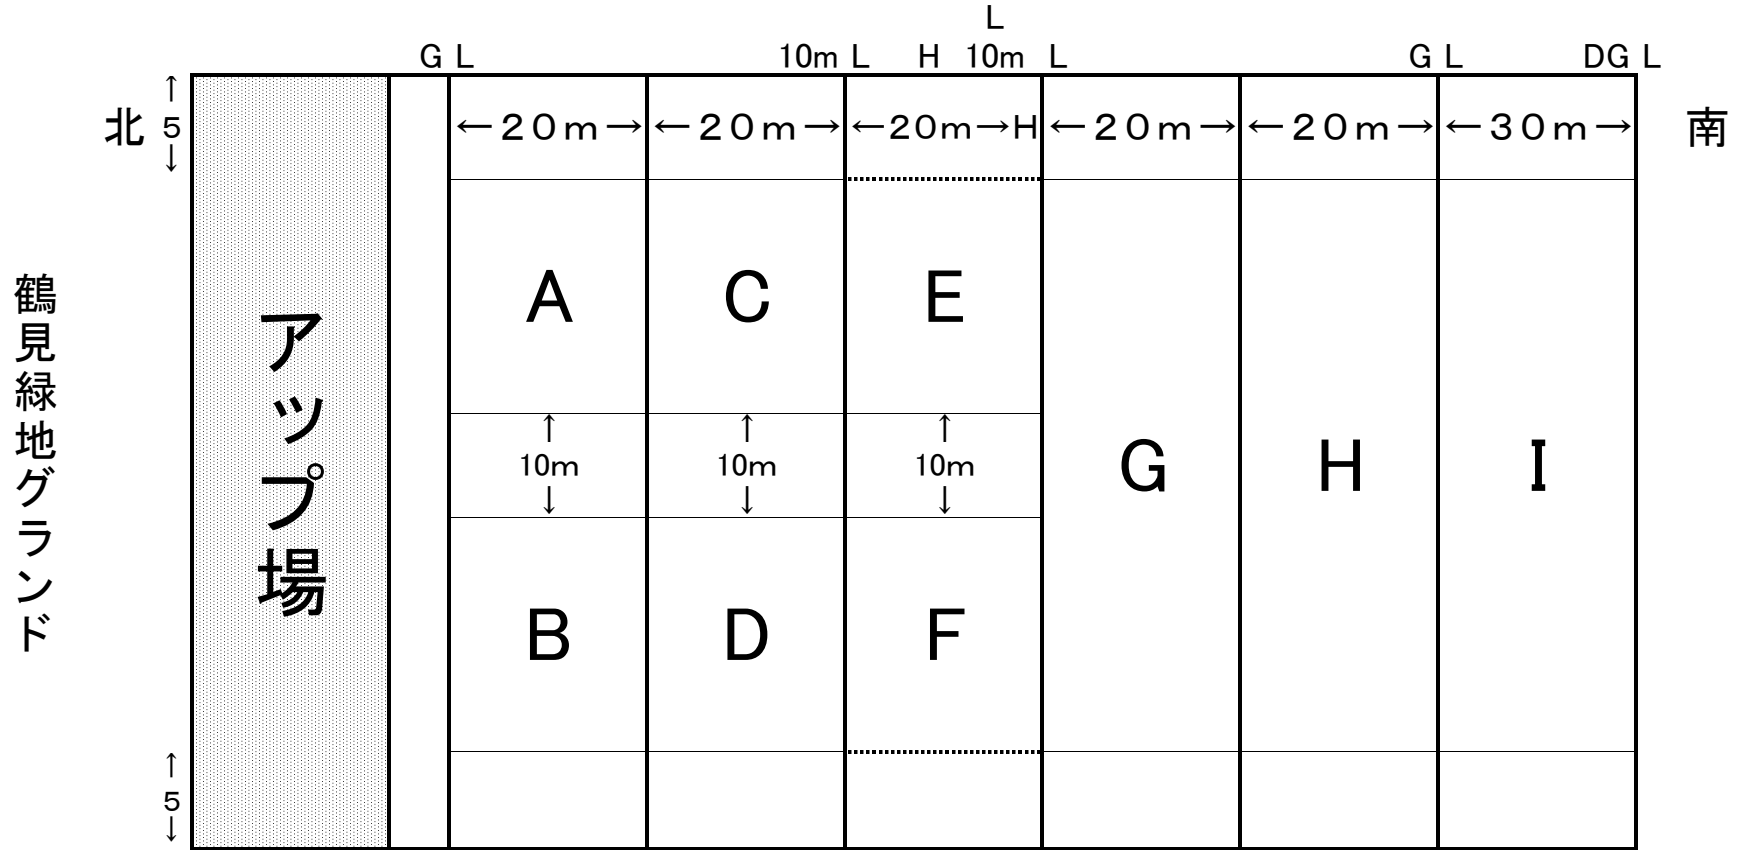 L
G L
10m L
H
10m L
G L
DG L
北
↑
5
↓
←20m→
←20m→
←20m→H
←20m→
←20m→
←30m→
南
鶴見緑地グランド
アップ場
A
C
E
↑
10m
↓
↑
10m
↓
↑
10m
↓
G
H
I
B
D
F
↑
5
↓